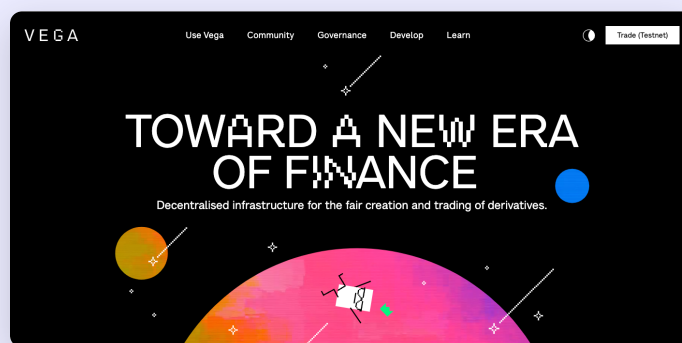 VEGA
Use Vega Community Governance Develop Learn
Trade (Testnet)
TOWARD A NEW ERA
OF FINANCE
Decentralised infrastructure for the fair creation and trading of derivatives.
18